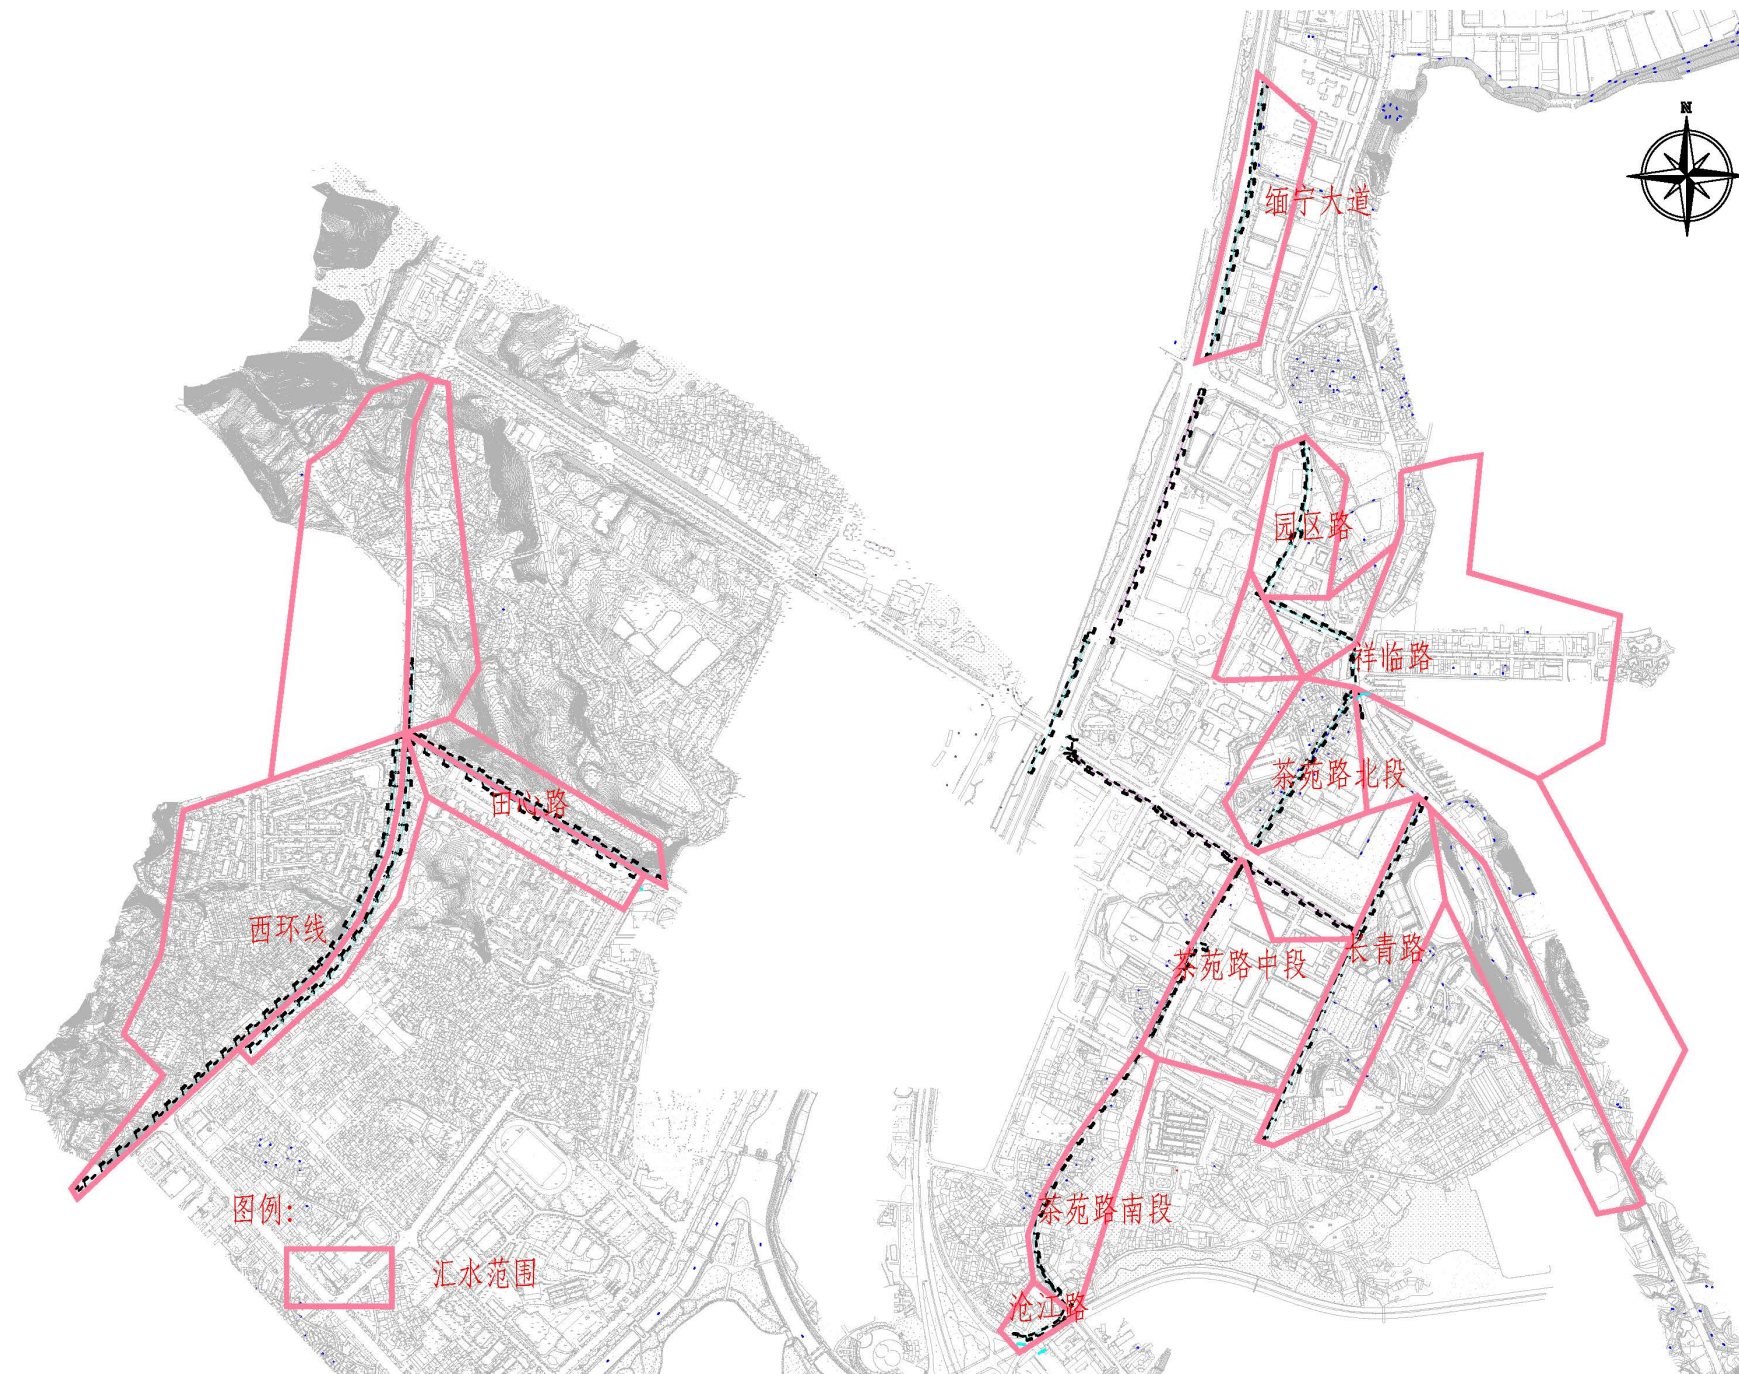 N
缅宁大道
园区路
祥临路
茶苑路北段
田心路
西环线
长青路
茶苑路中段
茶苑路南段
图例:
汇水范围
沧江路